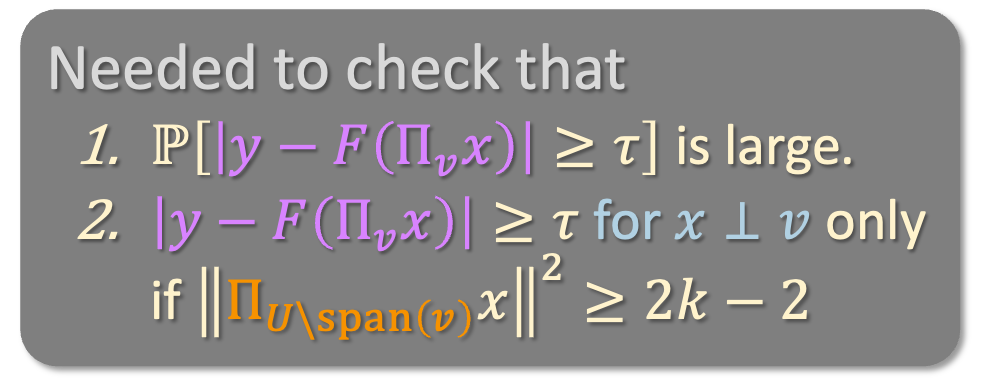 Needed to check that
1. ℙ[|y − F(Π_v x)| ≥ τ] is large.
2. |y − F(Π_v x)| ≥ τ for x ⊥ v only
if ‖Π_{U\span(v)} x‖² ≥ 2k − 2